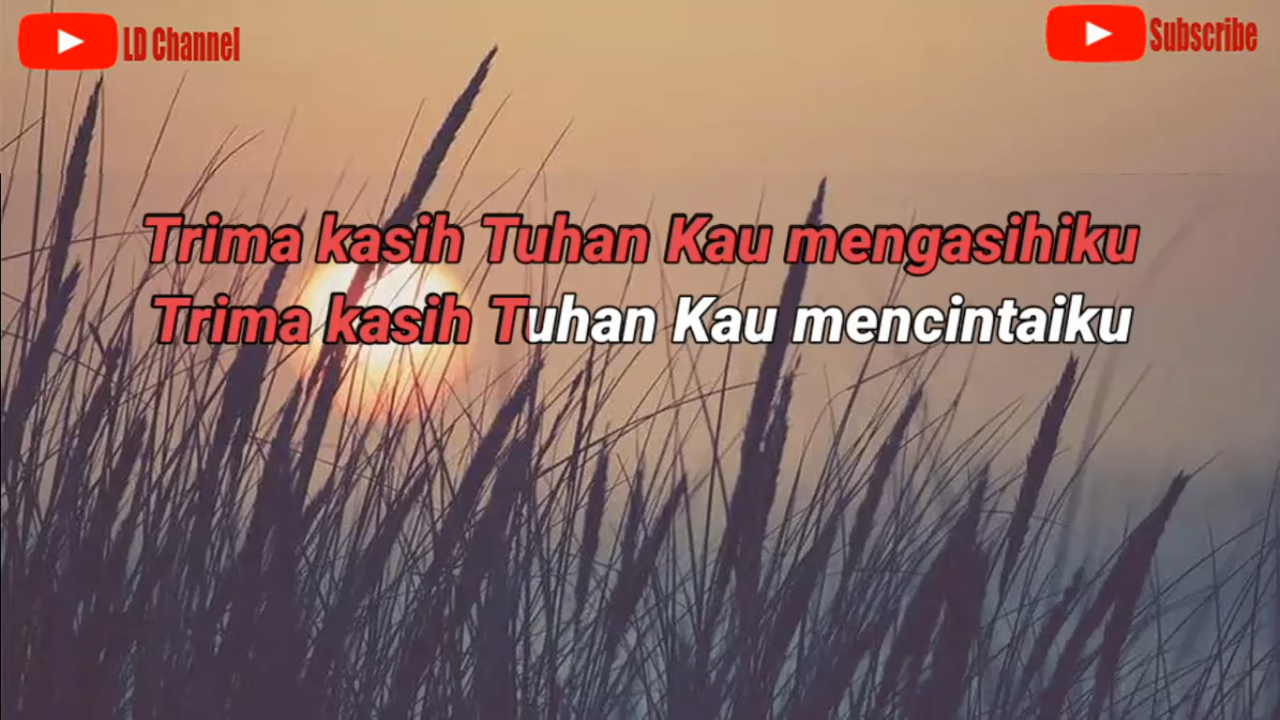 LD Channel
Subscribe
Trima kasih Tuhan Kau mengasihiku
Trima kasih Tuhan Kau mencintaiku